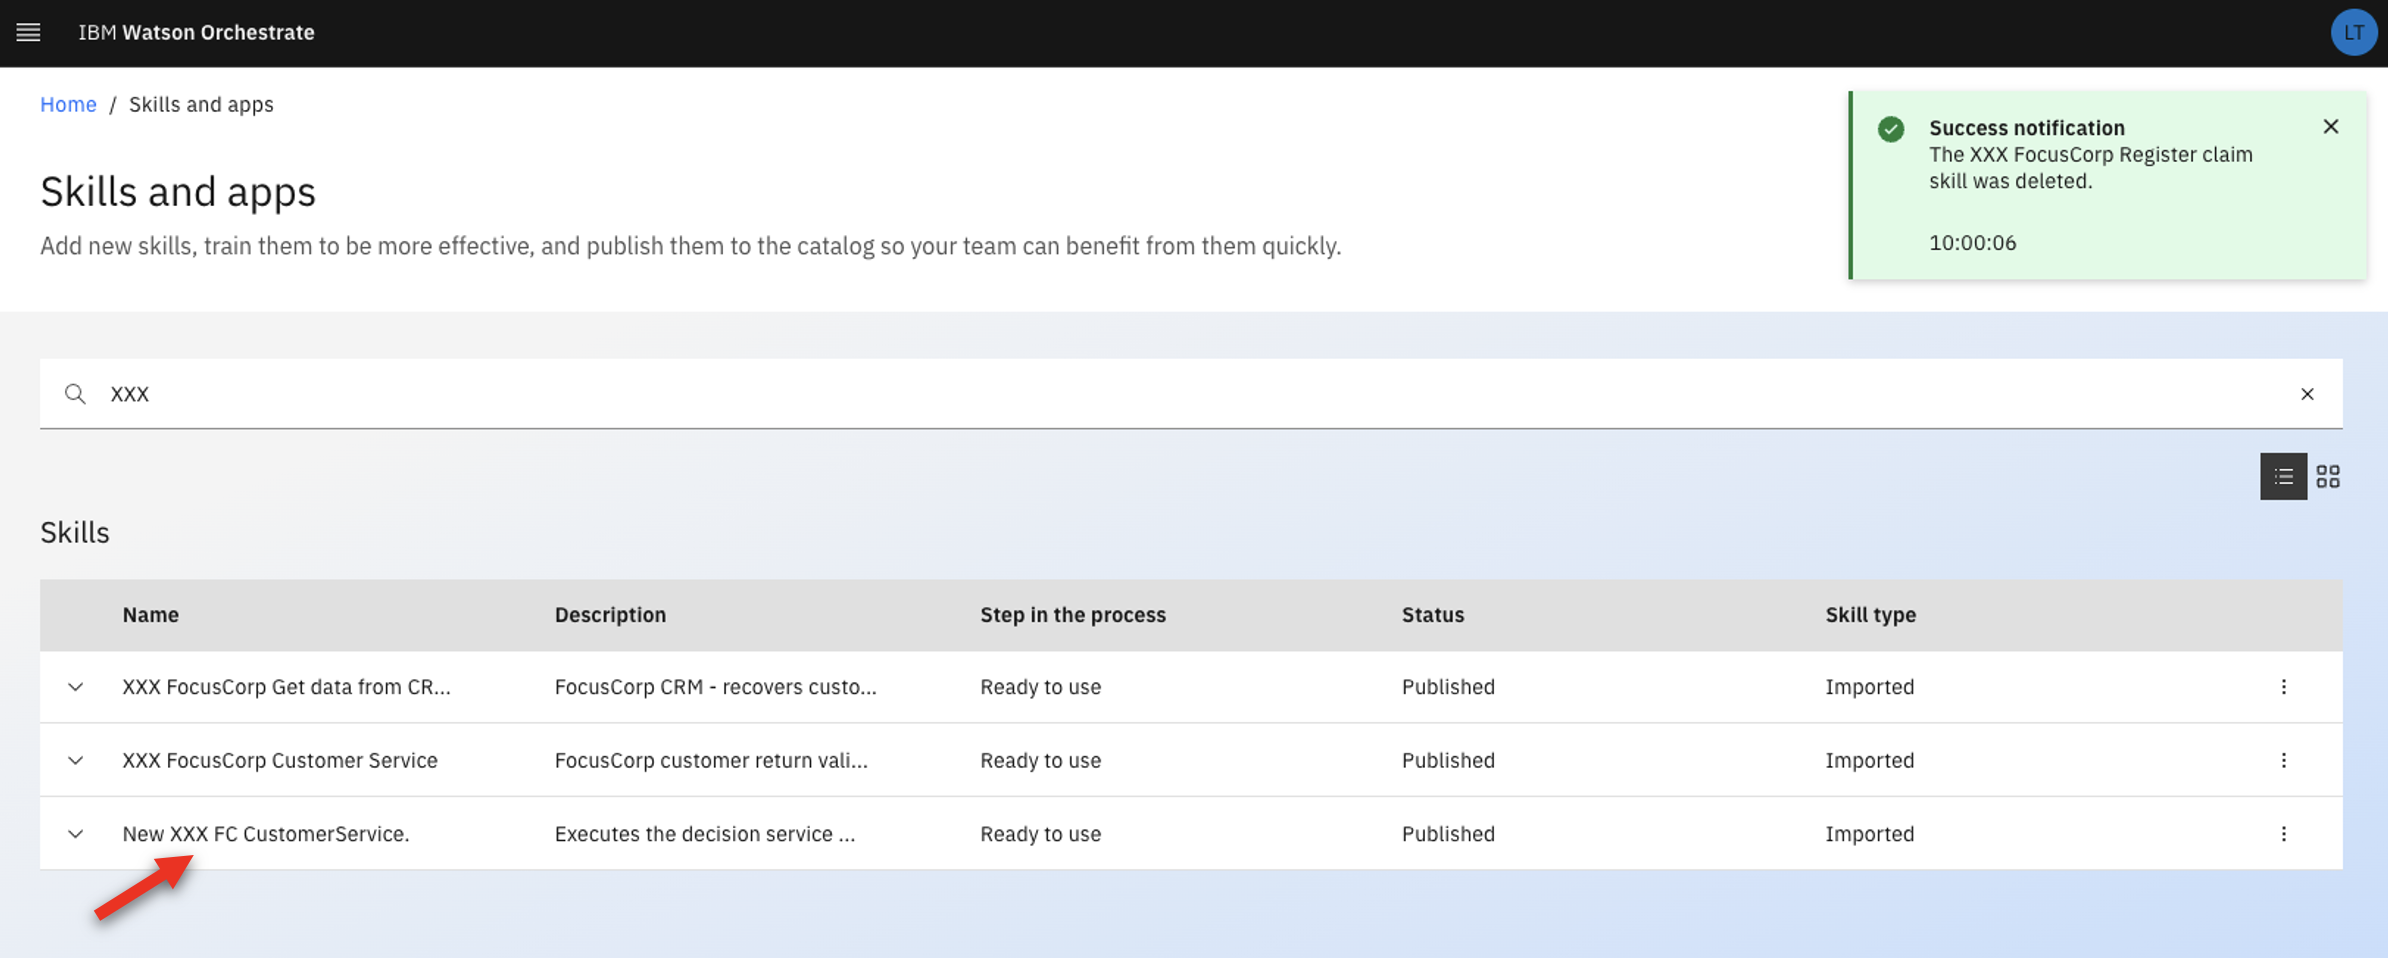 IBM Watson Orchestrate
LT
Home / Skills and apps
Success notification
The XXX FocusCorp Register claim
skill was deleted.
10:00:06
Skills and apps
Add new skills, train them to be more effective, and publish them to the catalog so your team can benefit from them quickly.
XXX
Skills
Name Description Step in the process Status Skill type
XXX FocusCorp Get data from CR... FocusCorp CRM - recovers custo... Ready to use Published Imported
XXX FocusCorp Customer Service FocusCorp customer return vali... Ready to use Published Imported
New XXX FC CustomerService. Executes the decision service ... Ready to use Published Imported